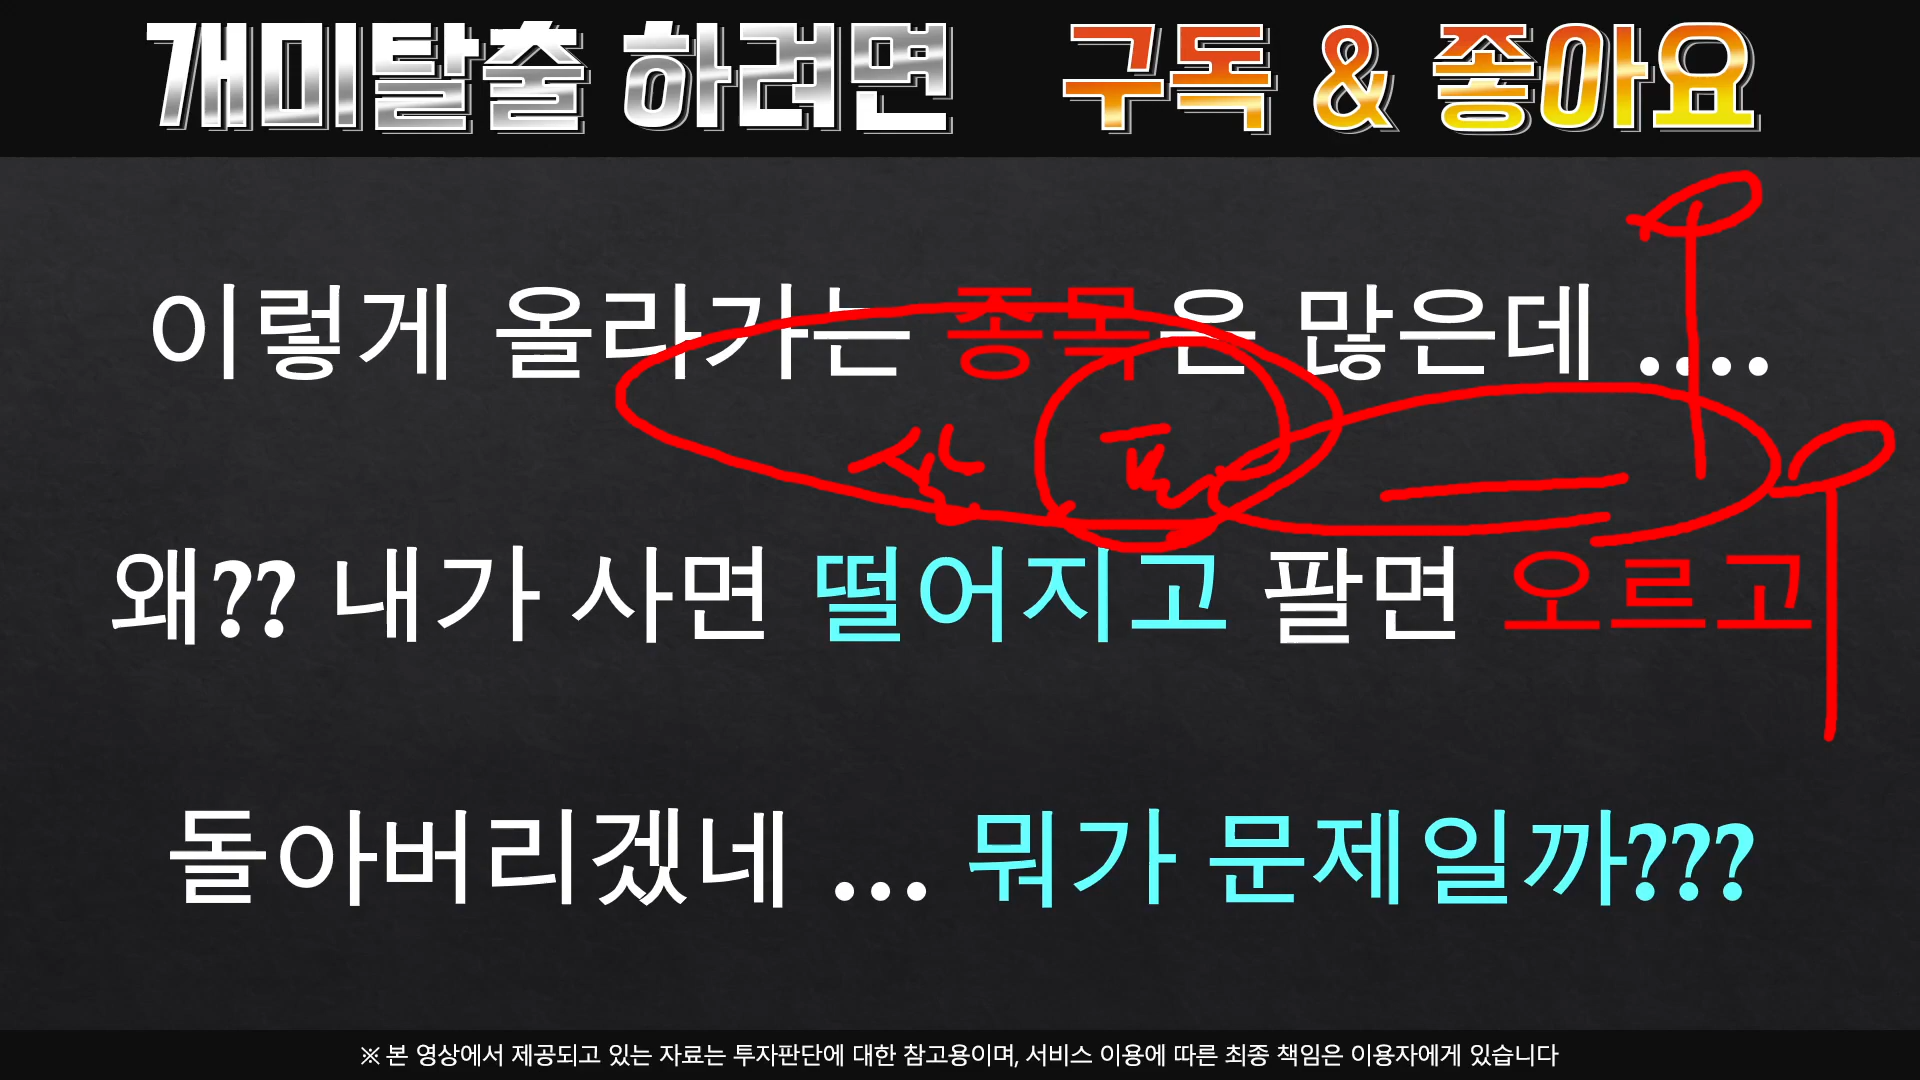 개미탈출 하려면 구독 & 좋아요
이렇게 올라가는 종목은 많은데 ....
왜?? 내가 사면 떨어지고 팔면 오르고
돌아버리겠네 ... 뭐가 문제일까???
※ 본 영상에서 제공되고 있는 자료는 투자판단에 대한 참고용이며, 서비스 이용에 따른 최종 책임은 이용자에게 있습니다